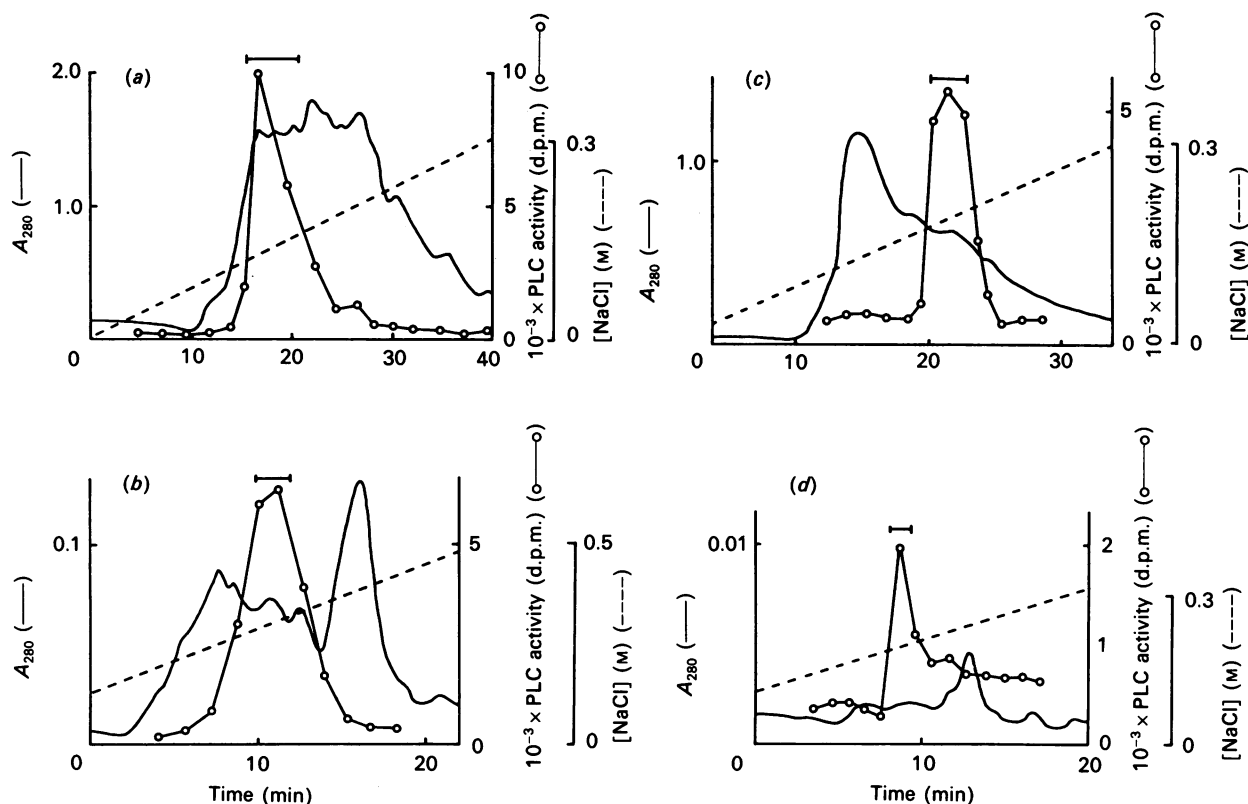 (a)
2.0
1.0
0
A280 (——)
10
20
30
40
10
5
0
10⁻³ × PLC activity (d.p.m.) (○——○)
0.3
0
[NaCl] (M) (----)
(c)
1.0
A280 (——)
0
10
20
30
5
0
10⁻³ × PLC activity (d.p.m.) (○——○)
0.3
0
[NaCl] (M) (----)
(b)
0.1
A280 (——)
0
10
20
Time (min)
5
0
10⁻³ × PLC activity (d.p.m.) (○——○)
0.5
0
[NaCl] (M) (----)
(d)
0.01
A280 (——)
0
10
20
Time (min)
2
1
0
10⁻³ × PLC activity (d.p.m.) (○——○)
0.3
0
[NaCl] (M) (----)